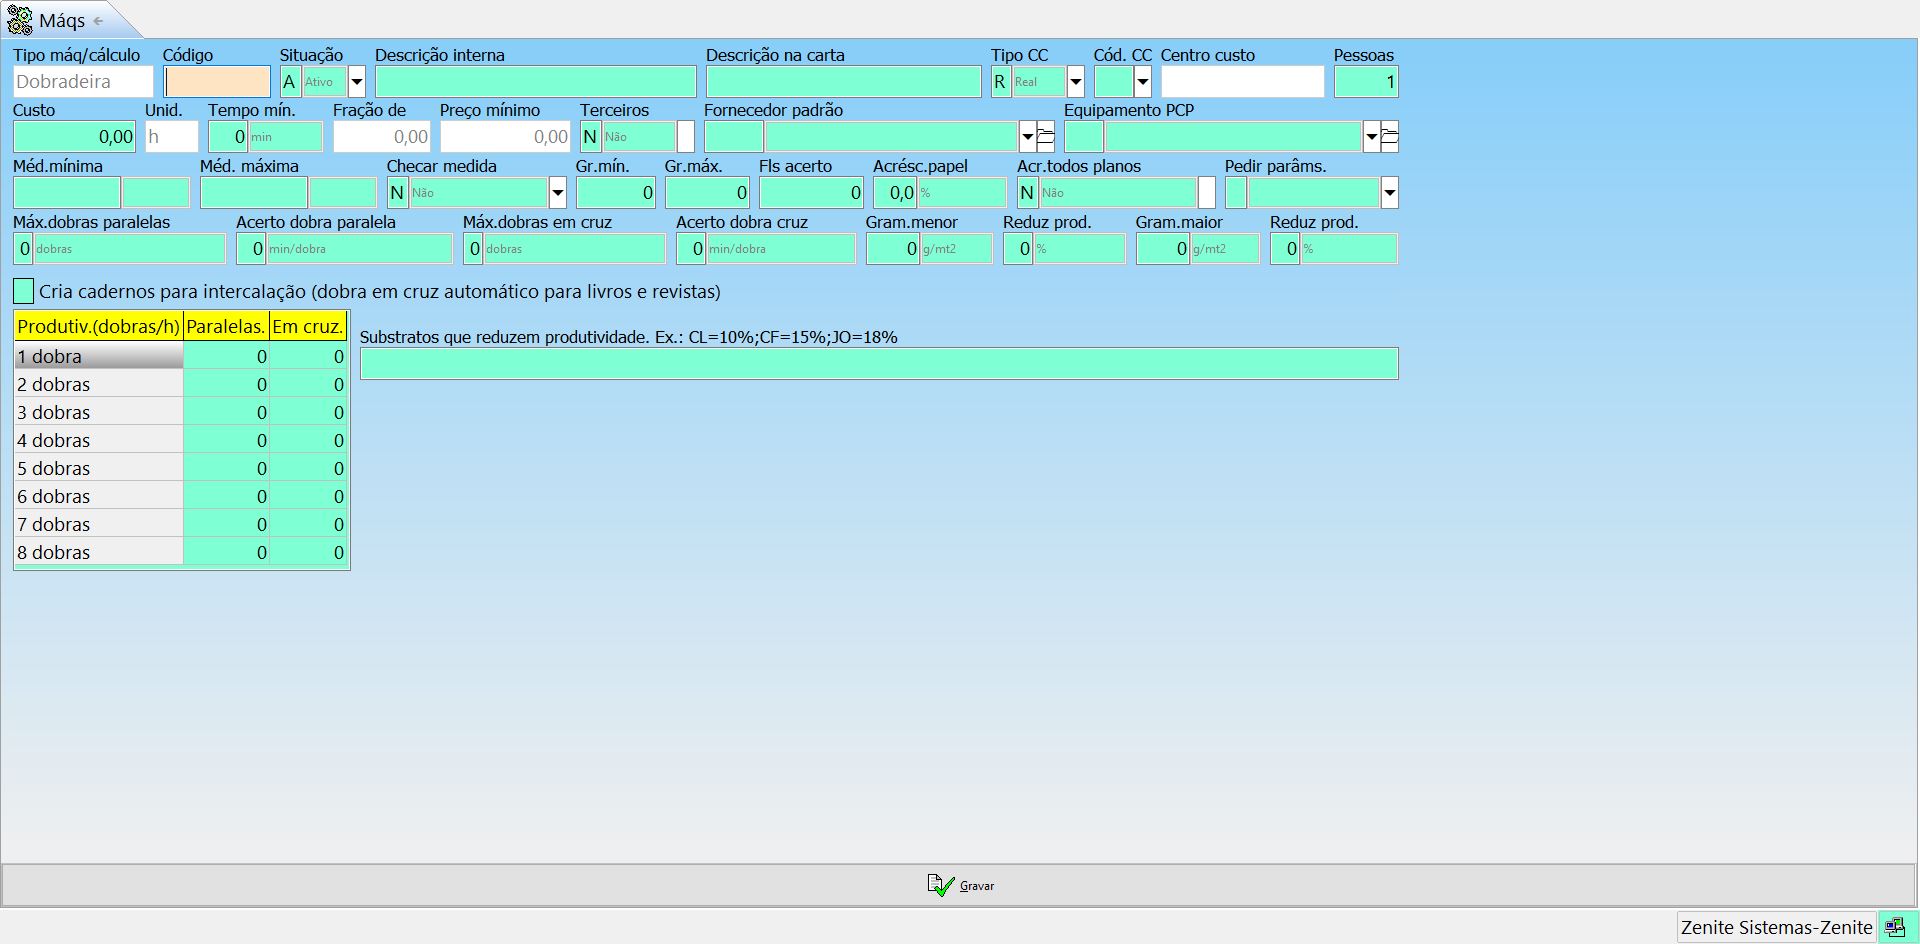 Máqs
Tipo máq/cálculo Código Situação Descrição interna Descrição na carta Tipo CC Cód. CC Centro custo Pessoas
Dobradeira A Ativo R Real 1
Custo Unid. Tempo mín. Fração de Preço mínimo Terceiros Fornecedor padrão Equipamento PCP
0,00 h 0 min 0,00 0,00 N Não
Méd.mínima Méd. máxima Checar medida Gr.mín. Gr.máx. Fls acerto Acrésc.papel Acr.todos planos Pedir parâms.
N Não 0 0 0 0,0 % N Não
Máx.dobras paralelas Acerto dobra paralela Máx.dobras em cruz Acerto dobra cruz Gram.menor Reduz prod. Gram.maior Reduz prod.
0 dobras 0 min/dobra 0 dobras 0 min/dobra 0 g/mt2 0 % 0 g/mt2 0 %
Cria cadernos para intercalação (dobra em cruz automático para livros e revistas)
Produtiv.(dobras/h) Paralelas. Em cruz.
Substratos que reduzem produtividade. Ex.: CL=10%;CF=15%;JO=18%
1 dobra 0 0
2 dobras 0 0
3 dobras 0 0
4 dobras 0 0
5 dobras 0 0
6 dobras 0 0
7 dobras 0 0
8 dobras 0 0
Gravar
Zenite Sistemas-Zenite